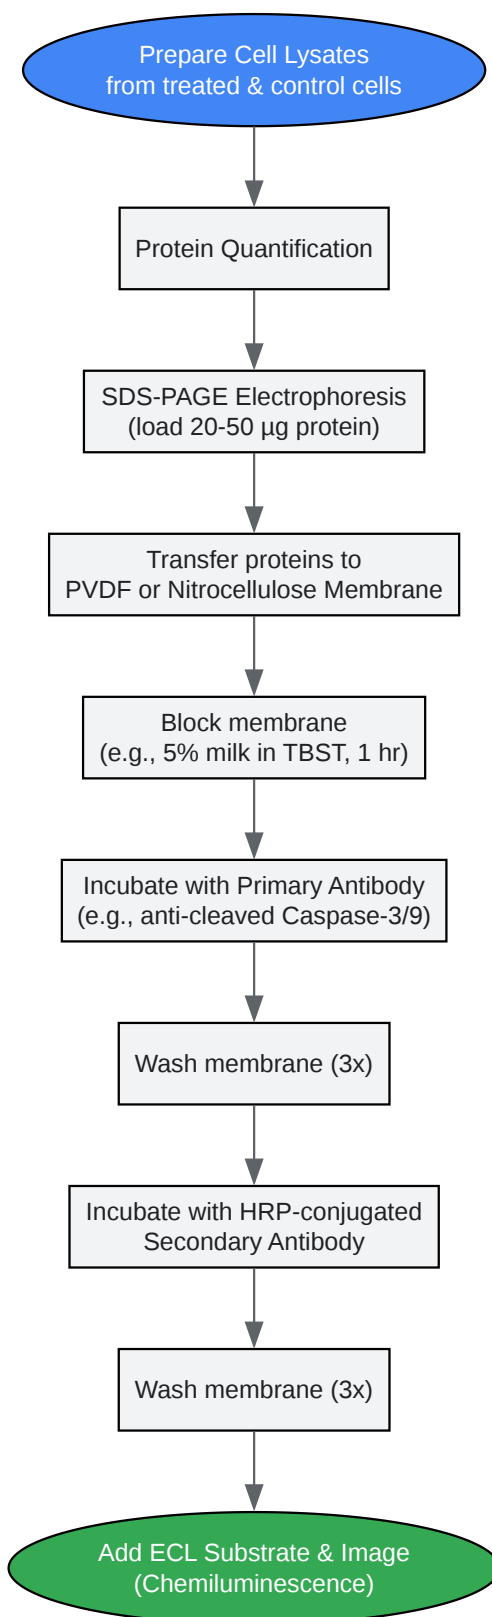 Prepare Cell Lysates
from treated & control cells
Protein Quantification
SDS-PAGE Electrophoresis
(load 20-50 µg protein)
Transfer proteins to
PVDF or Nitrocellulose Membrane
Block membrane
(e.g., 5% milk in TBST, 1 hr)
Incubate with Primary Antibody
(e.g., anti-cleaved Caspase-3/9)
Wash membrane (3x)
Incubate with HRP-conjugated
Secondary Antibody
Wash membrane (3x)
Add ECL Substrate & Image
(Chemiluminescence)